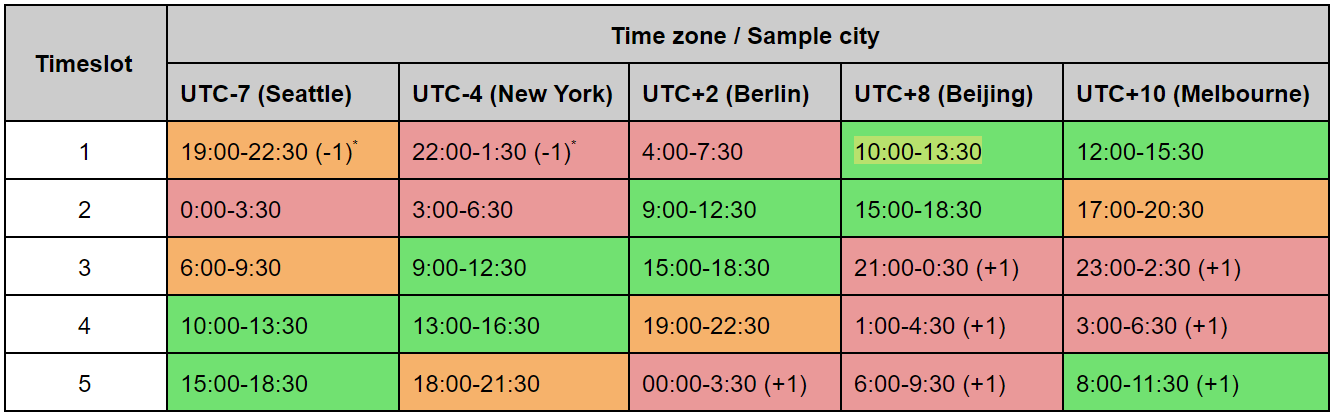 Timeslot Time zone / Sample city
UTC-7 (Seattle) UTC-4 (New York) UTC+2 (Berlin) UTC+8 (Beijing) UTC+10 (Melbourne)
1 19:00-22:30 (-1)* 22:00-1:30 (-1)* 4:00-7:30 10:00-13:30 12:00-15:30
2 0:00-3:30 3:00-6:30 9:00-12:30 15:00-18:30 17:00-20:30
3 6:00-9:30 9:00-12:30 15:00-18:30 21:00-0:30 (+1) 23:00-2:30 (+1)
4 10:00-13:30 13:00-16:30 19:00-22:30 1:00-4:30 (+1) 3:00-6:30 (+1)
5 15:00-18:30 18:00-21:30 00:00-3:30 (+1) 6:00-9:30 (+1) 8:00-11:30 (+1)